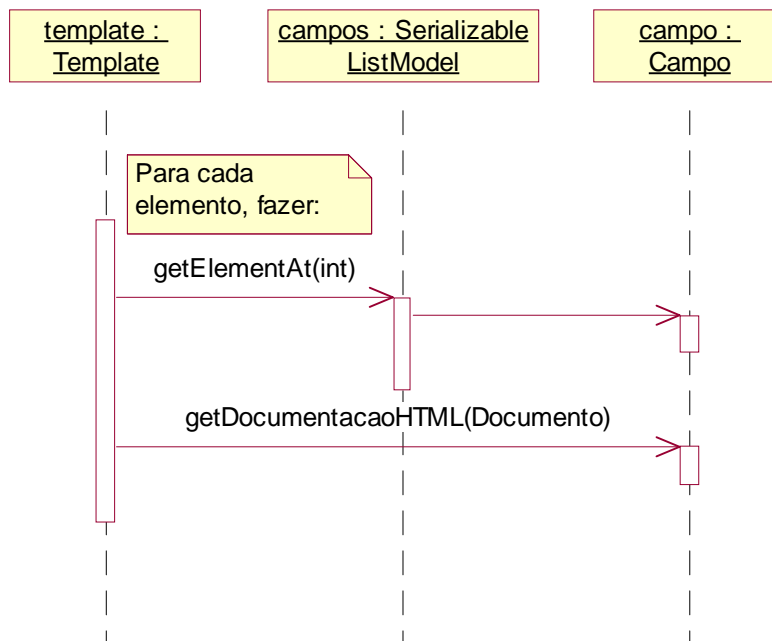 template :
Template
campos : Serializable
ListModel
campo :
Campo
Para cada
elemento, fazer:
getElementAt(int)
getDocumentacaoHTML(Documento)